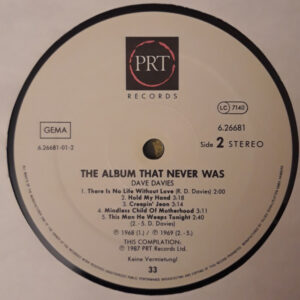 PRT
RECORDS
GEMA
LC 7140
6.26681-01-2
6.26681
Side 2 STEREO
THE ALBUM THAT NEVER WAS
DAVE DAVIES
1. There Is No Life Without Love (R. D. Davies) 2:00
2. Hold My Hand 3:18
3. Creepin' Jean 3:14
4. Mindless Child Of Motherhood 3:11
5. This Man He Weeps Tonight 2:40
(2.-5. D. Davies)
Ⓟ 1968 (1.) / Ⓟ 1969 (2.-5.)
THIS COMPILATION:
Ⓟ 1987 PRT Records Ltd.
Keine Vermietung!
33